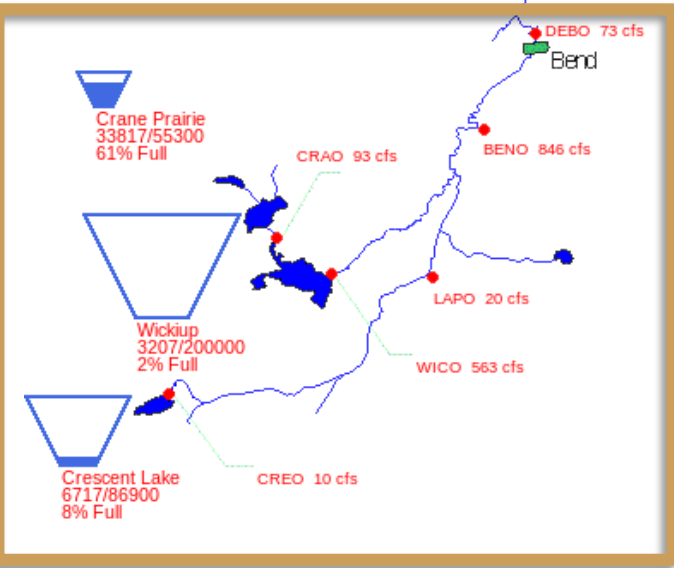 DEBO 73 cfs
Bend
Crane Prairie
33817/55300
61% Full
CRAO 93 cfs
BENO 846 cfs
LAPO 20 cfs
Wickiup
3207/200000
2% Full
WICO 563 cfs
Crescent Lake
6717/86900
8% Full
CREO 10 cfs